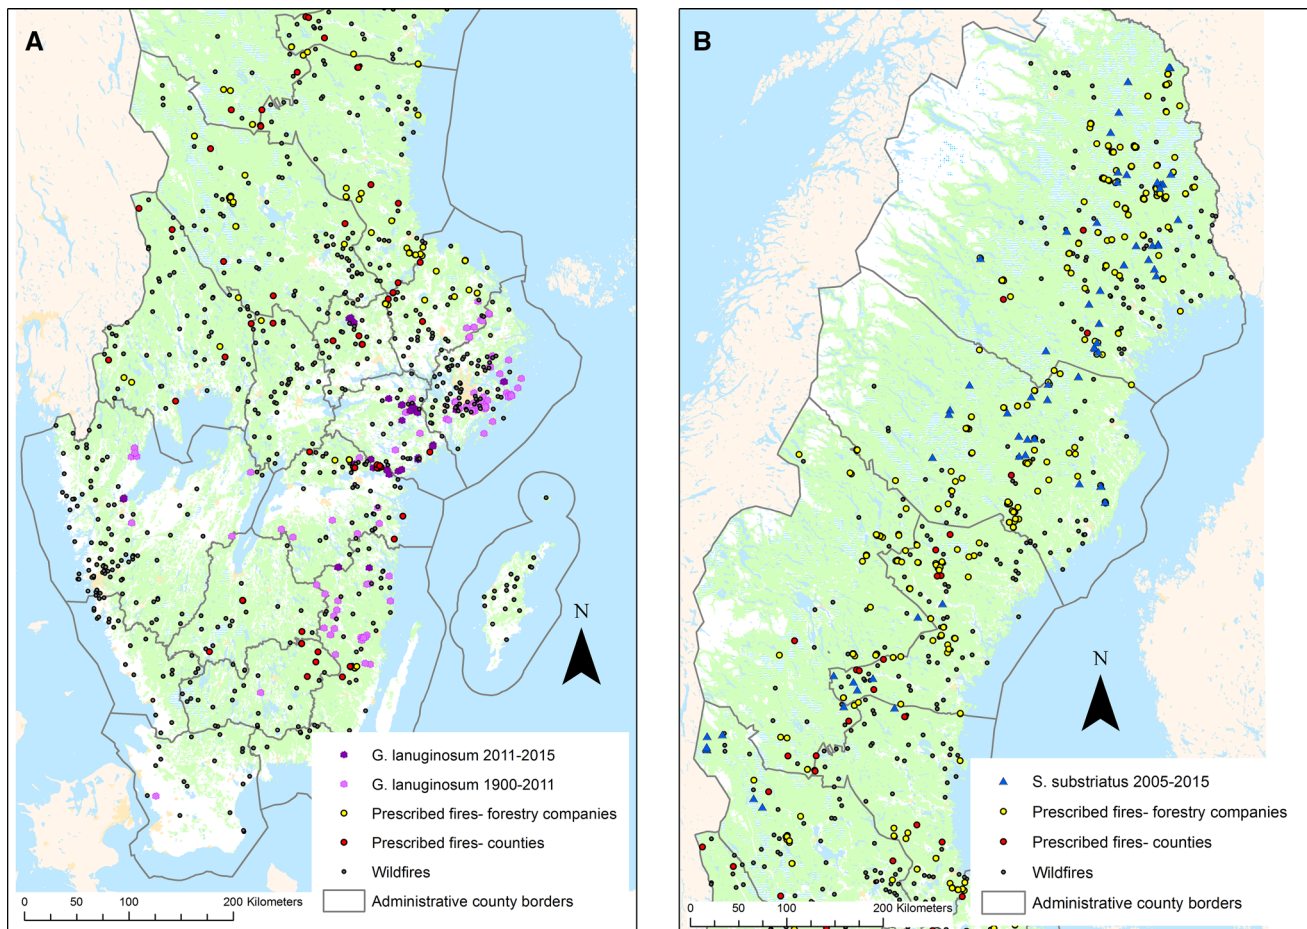 A
N
G. lanuginosum 2011-2015
G. lanuginosum 1900-2011
Prescribed fires- forestry companies
Prescribed fires- counties
Wildfires
Administrative county borders
0 50 100 200 Kilometers
B
N
S. substriatus 2005-2015
Prescribed fires- forestry companies
Prescribed fires- counties
Wildfires
Administrative county borders
0 50 100 200 Kilometers